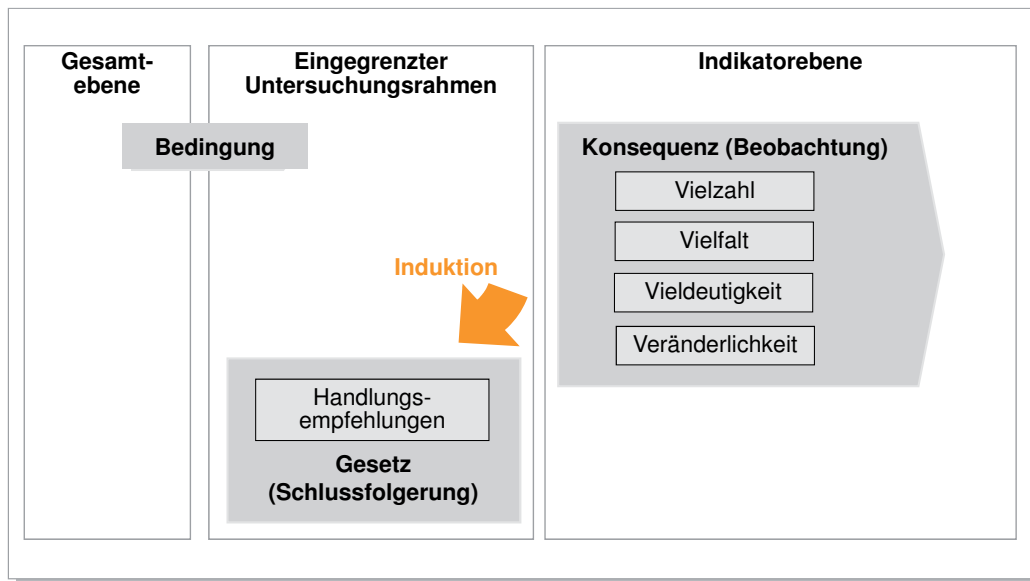 Gesamt-
ebene
Eingegrenzter
Untersuchungsrahmen
Indikatorebene
Bedingung
Konsequenz (Beobachtung)
Vielzahl
Vielfalt
Vieldeutigkeit
Veränderlichkeit
Induktion
Handlungs-
empfehlungen
Gesetz
(Schlussfolgerung)